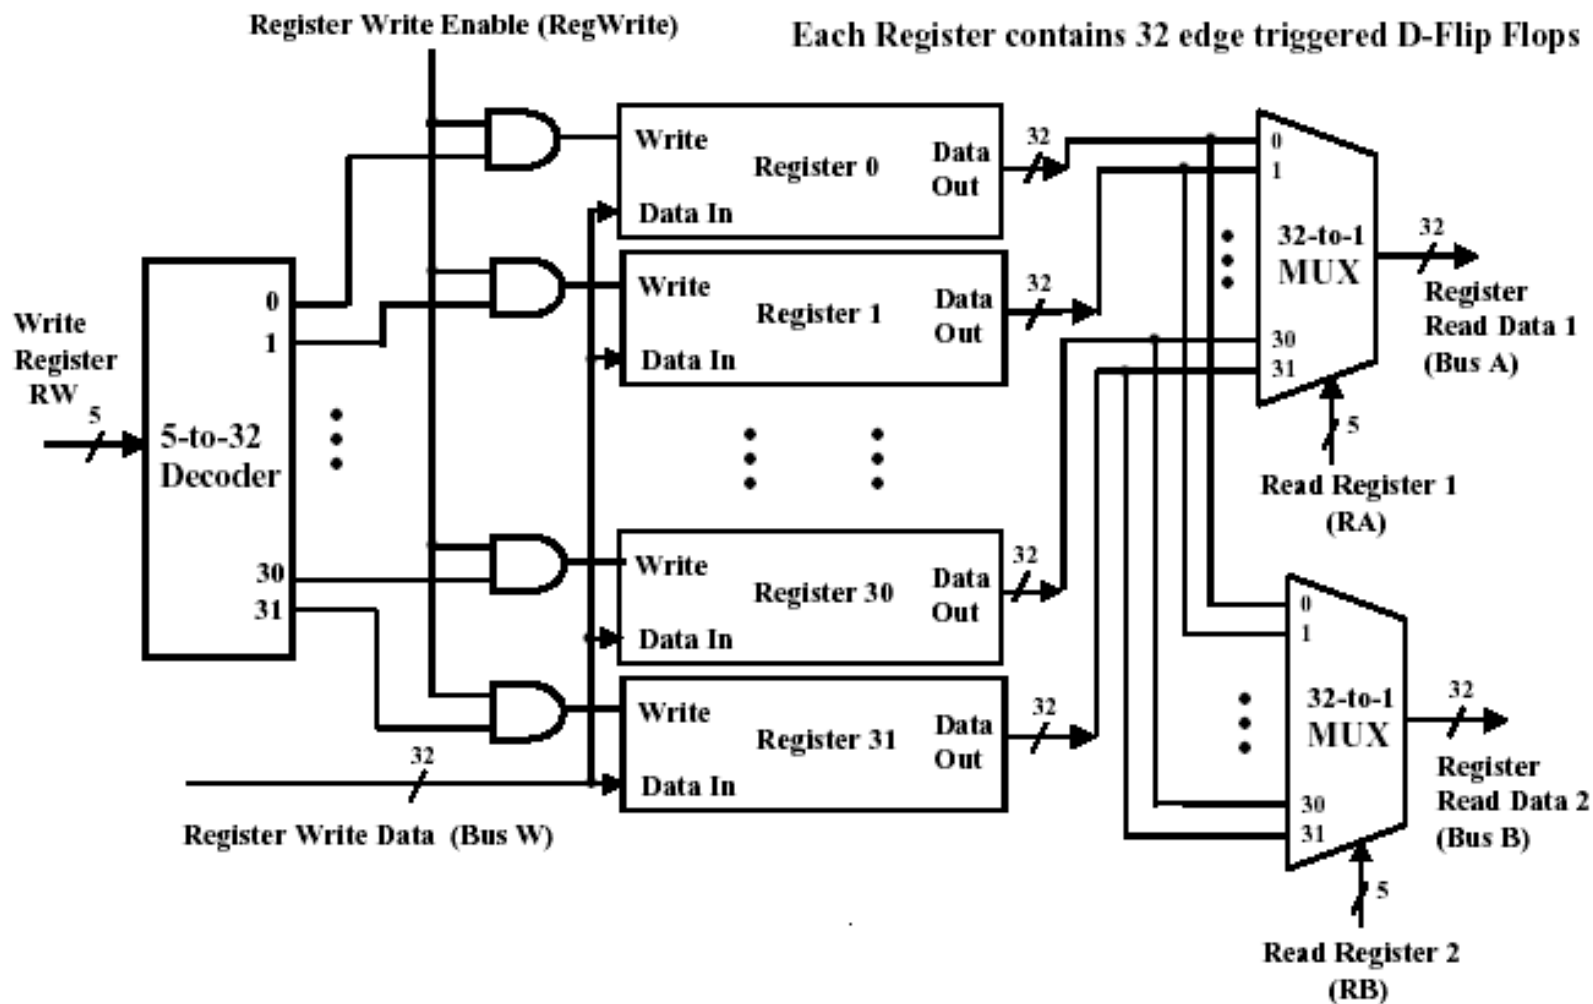 Register Write Enable (RegWrite)
Each Register contains 32 edge triggered D-Flip Flops
Write
Register 0
Data
Out
Data In
32
Write
Register 1
Data
Out
Data In
32
Write
Register
RW
5
5-to-32
Decoder
0
1
30
31
Write
Register 30
Data
Out
Data In
32
Write
Register 31
Data
Out
Data In
32
32
Register Write Data (Bus W)
0
1
32-to-1
MUX
30
31
32
Register
Read Data 1
(Bus A)
5
Read Register 1
(RA)
0
1
32-to-1
MUX
30
31
32
Register
Read Data 2
(Bus B)
5
Read Register 2
(RB)